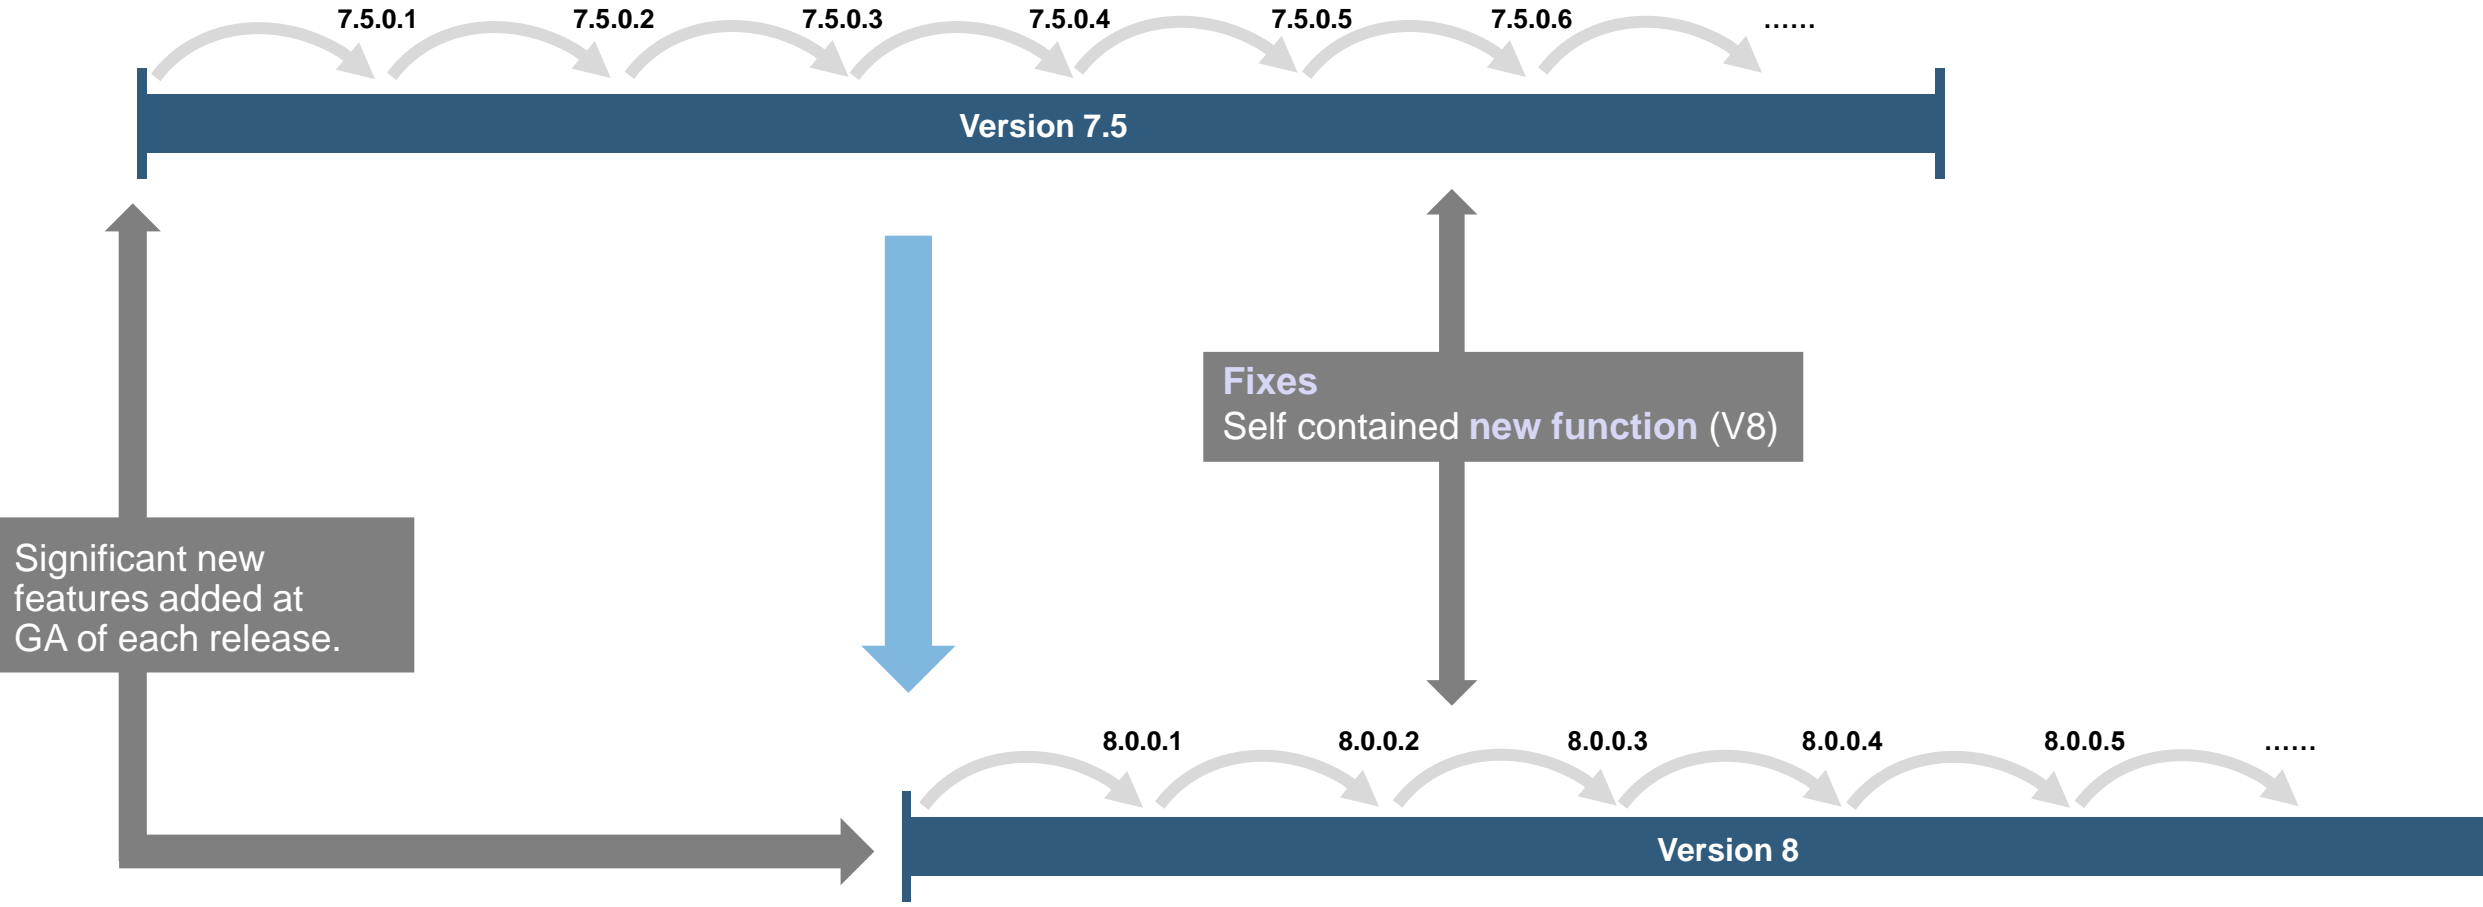 7.5.0.1 7.5.0.2 7.5.0.3 7.5.0.4 7.5.0.5 7.5.0.6 ......
Version 7.5
Fixes
Self contained new function (V8)
Significant new
features added at
GA of each release.
8.0.0.1 8.0.0.2 8.0.0.3 8.0.0.4 8.0.0.5 ......
Version 8